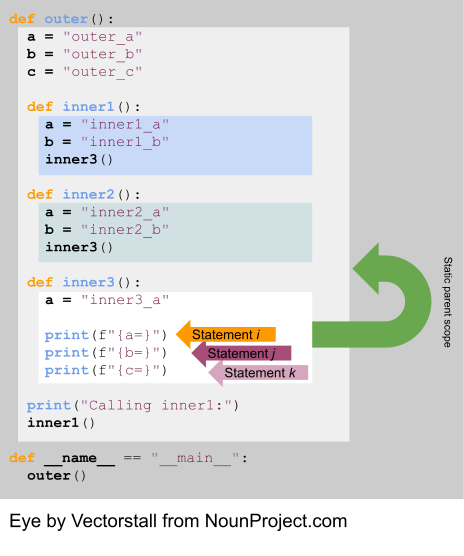 def outer():
a = "outer_a"
b = "outer_b"
c = "outer_c"
def inner1():
a = "inner1_a"
b = "inner1_b"
inner3()
def inner2():
a = "inner2_a"
b = "inner2_b"
inner3()
def inner3():
a = "inner3_a"
print(f"{a=}") Statement i
print(f"{b=}") Statement j
print(f"{c=}") Statement k
Static parent scope
print("Calling inner1:")
inner1()
def __name__ == "__main__":
outer()
Eye by Vectorstall from NounProject.com